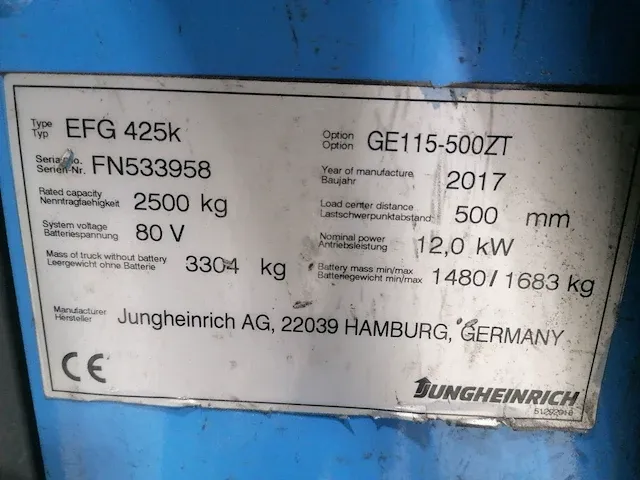 Type
Typ
EFG 425k
Option
Option
GE115-500ZT
Serial no.
Serien-Nr.
FN533958
Year of manufacture
Baujahr
2017
Rated capacity
Nenntragfaehigkeit
2500 kg
Load center distance
Lastschwerpunktabstand
500 mm
System voltage
Batteriespannung
80 V
Nominal power
Antriebsleistung
12,0 kW
Mass of truck without battery
Leergewicht ohne Batterie
3304 kg
Battery mass min/max
Batteriegewicht min/max
1480/1683 kg
Manufacturer
Hersteller
Jungheinrich AG, 22039 HAMBURG, GERMANY
CE
JUNGHEINRICH